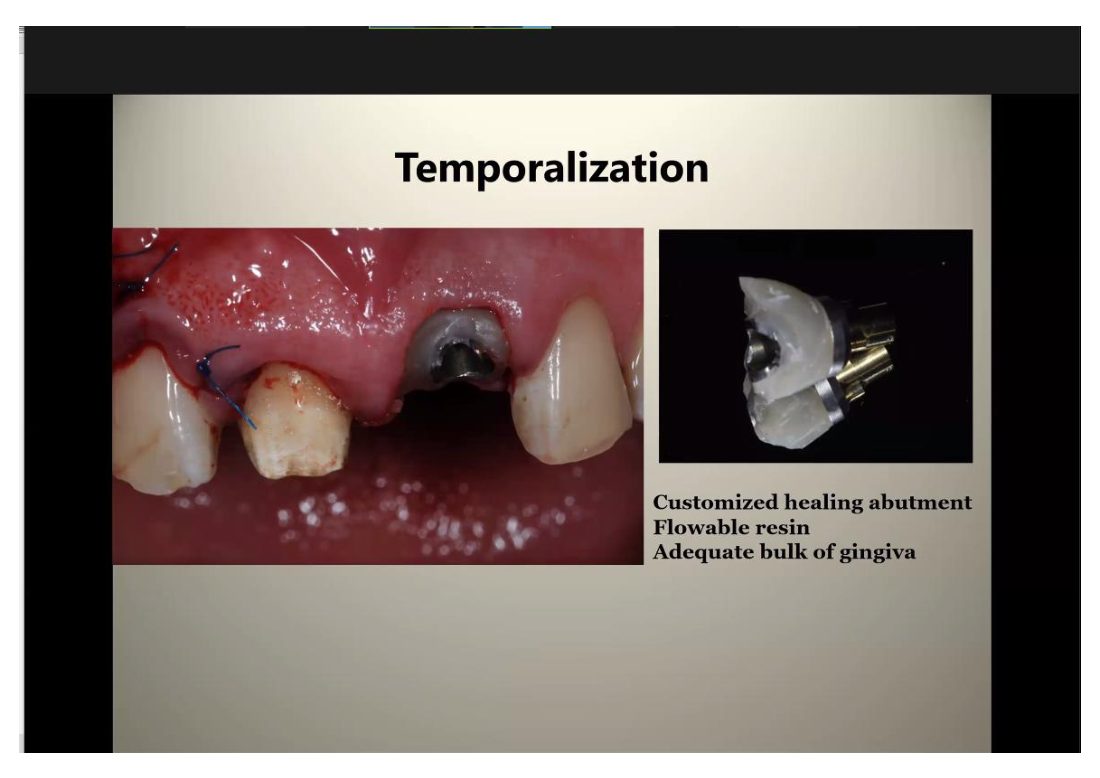 Temporalization
Customized healing abutment
Flowable resin
Adequate bulk of gingiva